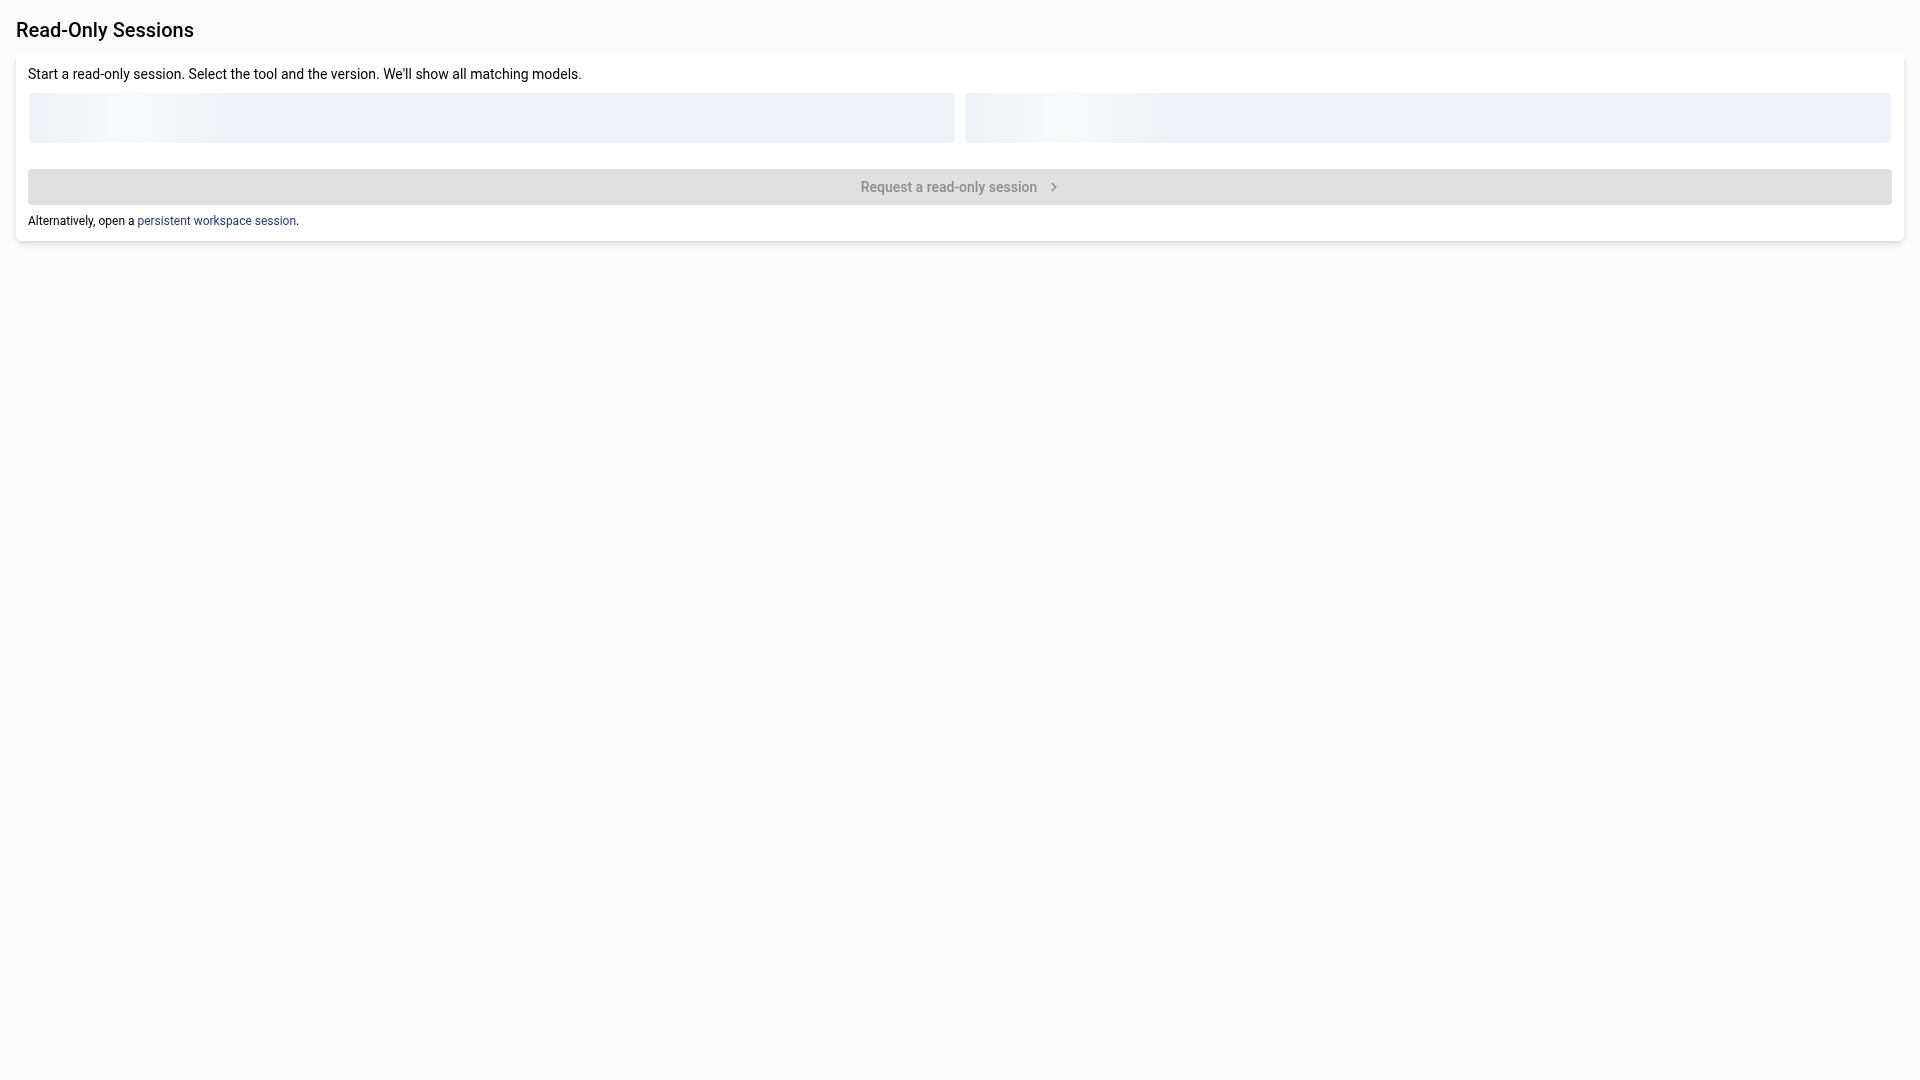 Read-Only Sessions
Start a read-only session. Select the tool and the version. We'll show all matching models.
Request a read-only session
Alternatively, open a persistent workspace session.